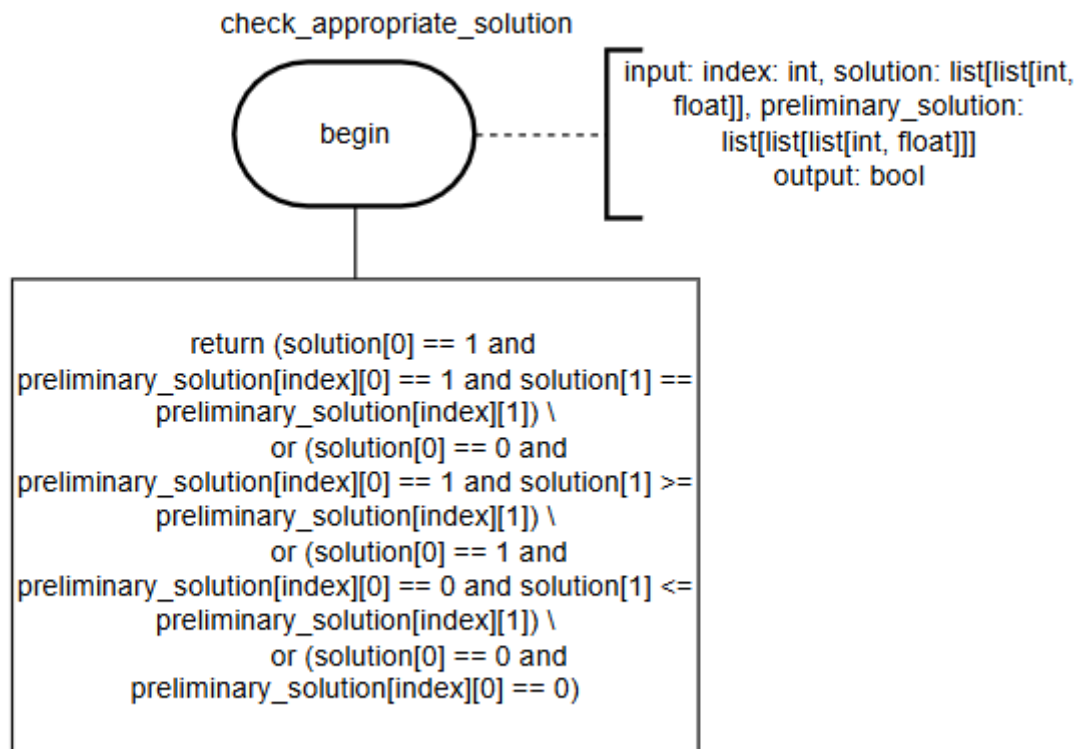 check_appropriate_solution
begin
input: index: int, solution: list[list[int,
float]], preliminary_solution:
list[list[list[int, float]]]
output: bool
return (solution[0] == 1 and
preliminary_solution[index][0] == 1 and solution[1] ==
preliminary_solution[index][1]) \
or (solution[0] == 0 and
preliminary_solution[index][0] == 1 and solution[1] >=
preliminary_solution[index][1]) \
or (solution[0] == 1 and
preliminary_solution[index][0] == 0 and solution[1] <=
preliminary_solution[index][1]) \
or (solution[0] == 0 and
preliminary_solution[index][0] == 0)